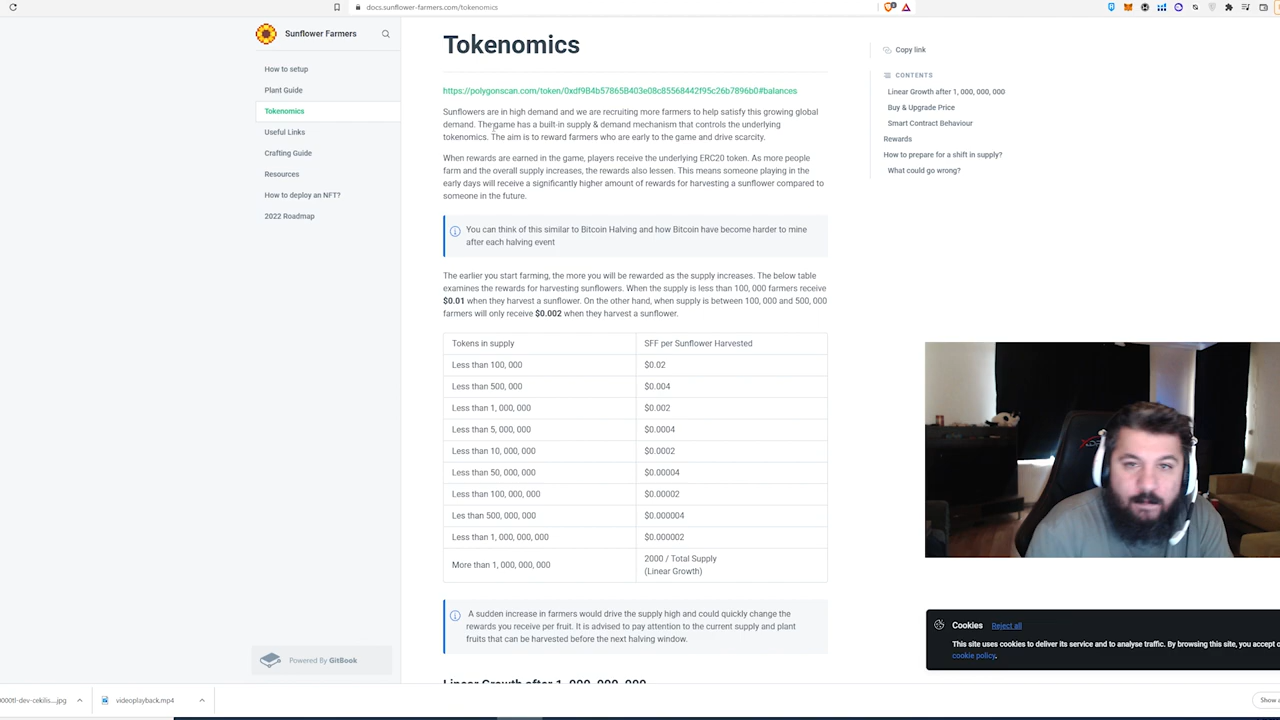 docs.sunflower-farmers.com/tokenomics
Sunflower Farmers
How to setup
Plant Guide
Tokenomics
Useful Links
Crafting Guide
Resources
How to deploy an NFT?
2022 Roadmap
Powered By GitBook
Tokenomics
https://polygonscan.com/token/0xdf9B4b57865B403e08c85568442f95c26b7896b0#balances
Sunflowers are in high demand and we are recruiting more farmers to help satisfy this growing global
demand. The game has a built-in supply & demand mechanism that controls the underlying
tokenomics. The aim is to reward farmers who are early to the game and drive scarcity.
When rewards are earned in the game, players receive the underlying ERC20 token. As more people
farm and the overall supply increases, the rewards also lessen. This means someone playing in the
early days will receive a significantly higher amount of rewards for harvesting a sunflower compared to
someone in the future.
You can think of this similar to Bitcoin Halving and how Bitcoin have become harder to mine
after each halving event
The earlier you start farming, the more you will be rewarded as the supply increases. The below table
examines the rewards for harvesting sunflowers. When the supply is less than 100, 000 farmers receive
$0.01 when they harvest a sunflower. On the other hand, when supply is between 100, 000 and 500, 000
farmers will only receive $0.002 when they harvest a sunflower.
Tokens in supply SFF per Sunflower Harvested
Less than 100, 000 $0.02
Less than 500, 000 $0.004
Less than 1, 000, 000 $0.002
Less than 5, 000, 000 $0.0004
Less than 10, 000, 000 $0.0002
Less than 50, 000, 000 $0.00004
Less than 100, 000, 000 $0.00002
Les than 500, 000, 000 $0.000004
Less than 1, 000, 000, 000 $0.000002
More than 1, 000, 000, 000 2000 / Total Supply
(Linear Growth)
A sudden increase in farmers would drive the supply high and could quickly change the
rewards you receive per fruit. It is advised to pay attention to the current supply and plant
fruits that can be harvested before the next halving window.
Linear Growth after 1, 000, 000, 000
Copy link
CONTENTS
Linear Growth after 1, 000, 000, 000
Buy & Upgrade Price
Smart Contract Behaviour
Rewards
How to prepare for a shift in supply?
What could go wrong?
Cookies Reject all
This site uses cookies to deliver its service and to analyse traffic. By browsing this site, you accept
cookie policy.
0000tl-dev-cekilis....jpg
videoplayback.mp4
Show